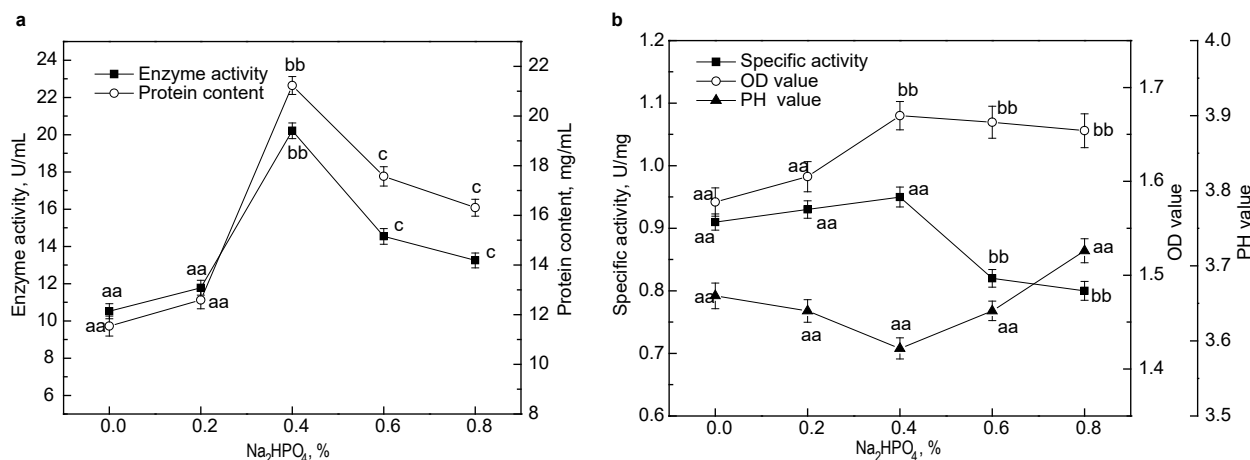 a
Enzyme activity, U/mL
24
22
20
18
16
14
12
10
8
6
Enzyme activity
Protein content
aa
aa
aa
aa
bb
bb
c
c
c
c
22
20
18
16
14
12
10
8
Protein content, mg/mL
0.0 0.2 0.4 0.6 0.8
Na₂HPO₄, %
b
Specific activity, U/mg
1.2
1.1
1.0
0.9
0.8
0.7
0.6
Specific activity
OD value
PH value
aa
aa
bb
bb
bb
aa
aa
aa
bb
bb
aa
aa
aa
aa
aa
1.7
1.6
1.5
1.4
OD value
4.0
3.9
3.8
3.7
3.6
3.5
PH value
0.0 0.2 0.4 0.6 0.8
Na₂HPO₄, %